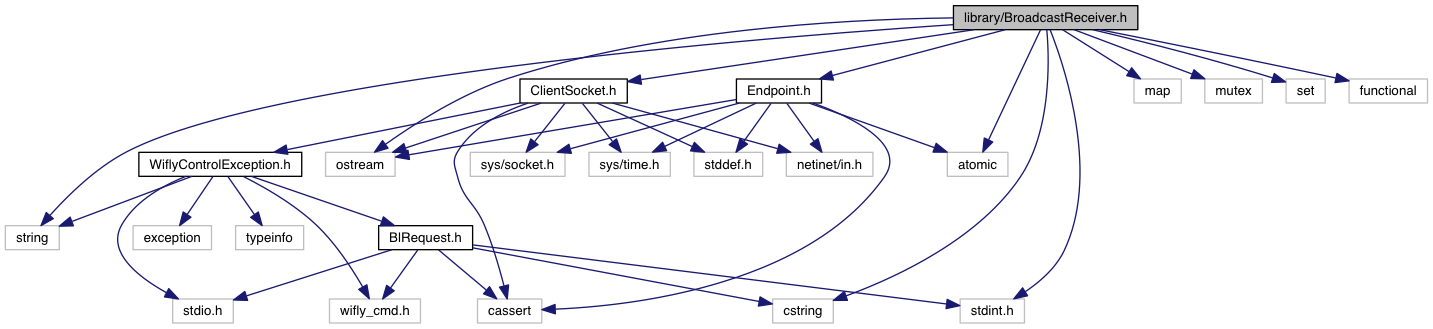 library/BroadcastReceiver.h
ClientSocket.h
Endpoint.h
map
mutex
set
functional
WiflyControlException.h
ostream
sys/socket.h
sys/time.h
stddef.h
netinet/in.h
atomic
string
exception
typeinfo
BlRequest.h
stdio.h
wifly_cmd.h
cassert
cstring
stdint.h